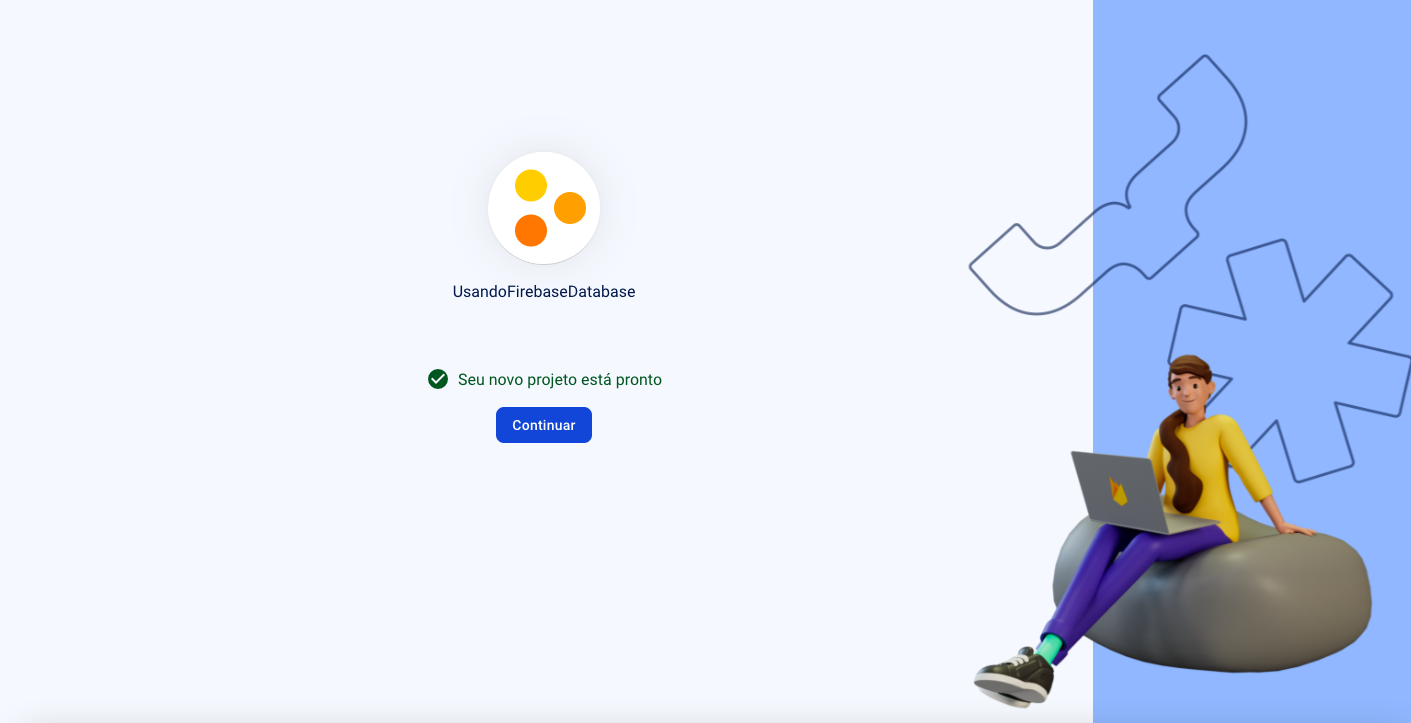 UsandoFirebaseDatabase
Seu novo projeto está pronto
Continuar